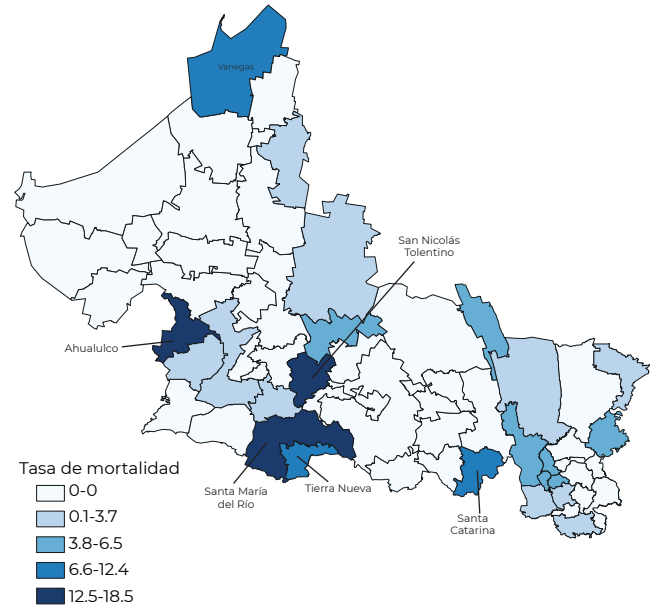 Vanegas
San Nicolás
Tolentino
Ahualulco
Tasa de mortalidad
0-0
0.1-3.7
3.8-6.5
6.6-12.4
12.5-18.5
Santa María
del Río
Tierra Nueva
Santa
Catarina